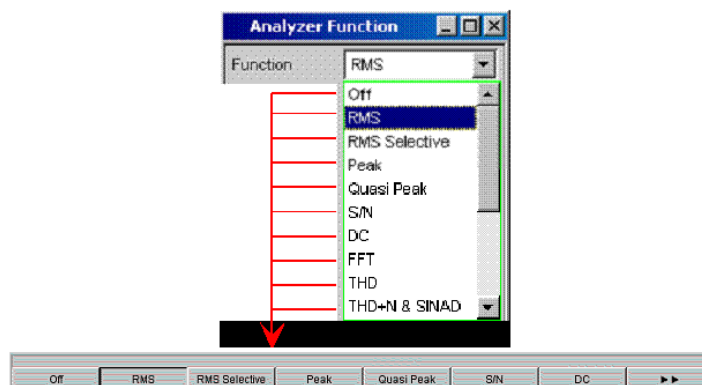 Analyzer Function
Function RMS
Off
RMS
RMS Selective
Peak
Quasi Peak
S/N
DC
FFT
THD
THD+N & SINAD
Off RMS RMS Selective Peak Quasi Peak S/N DC